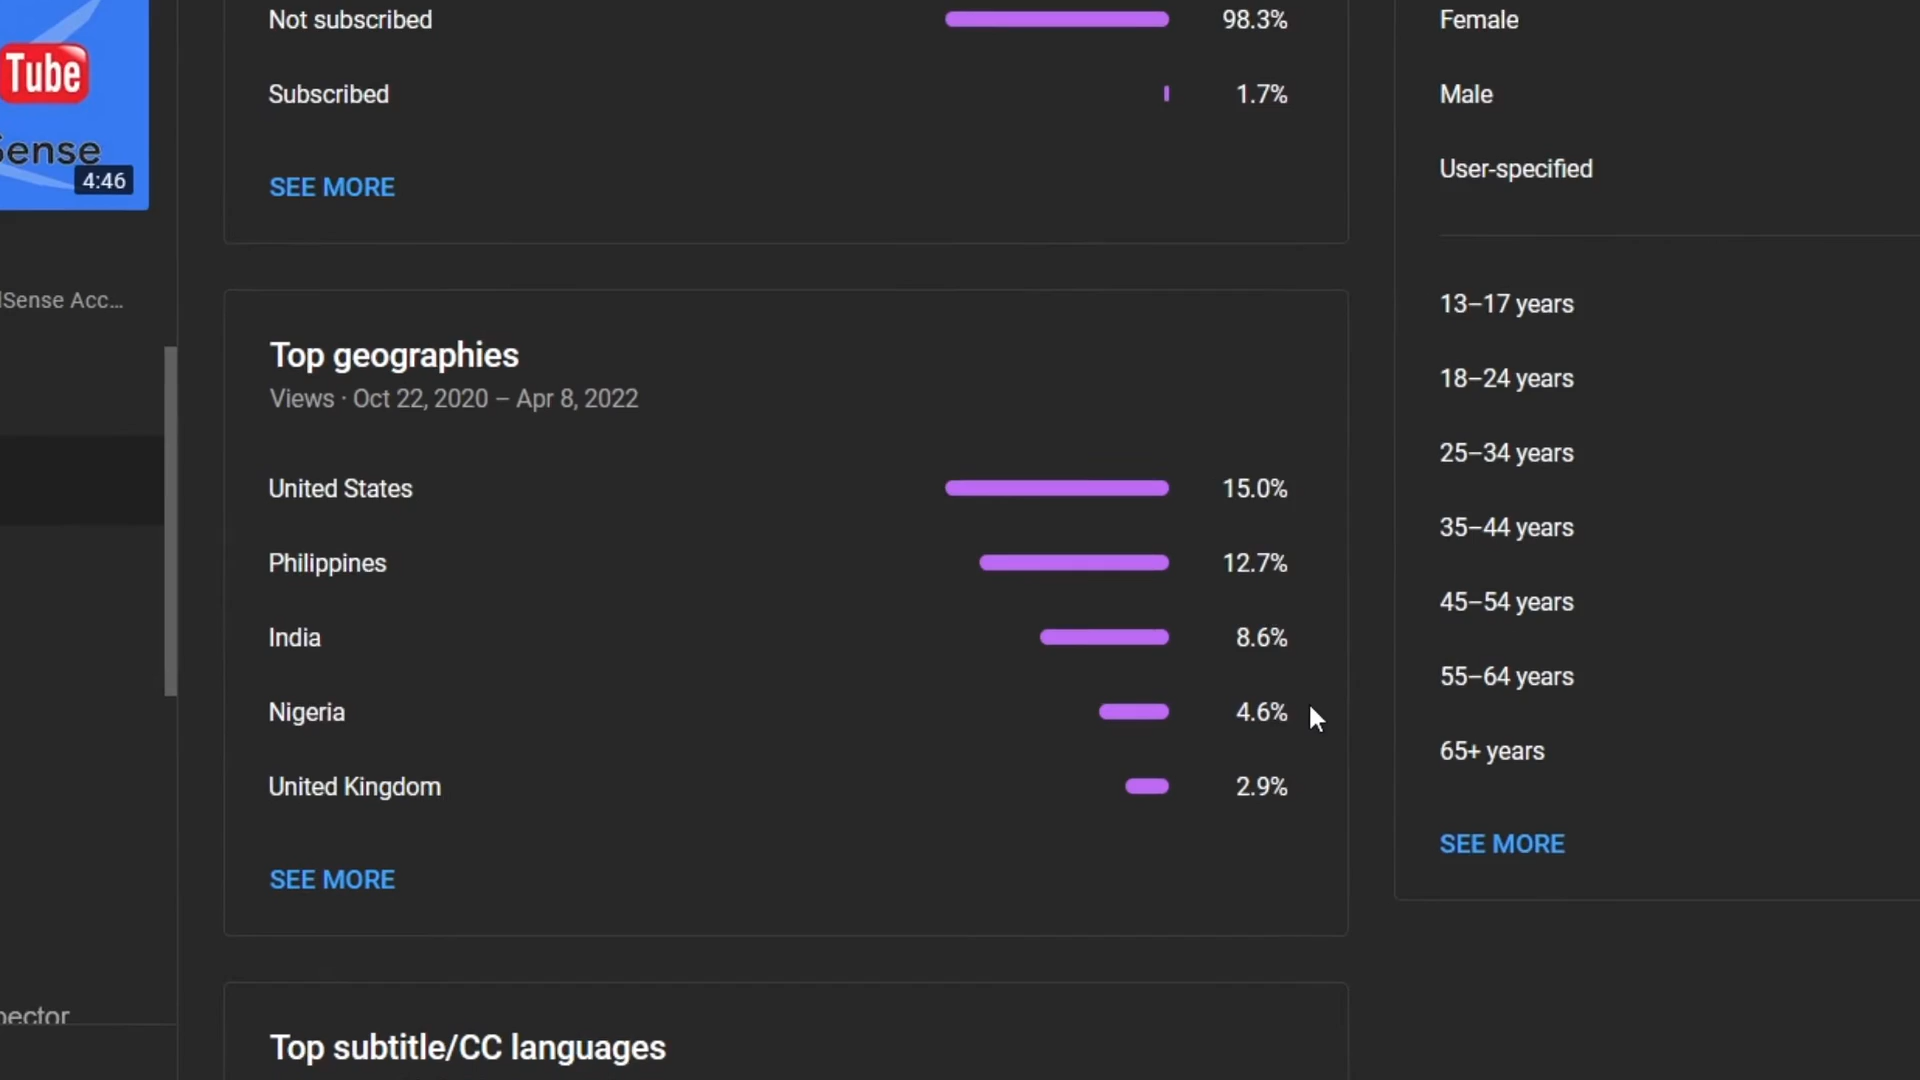 Tube
Sense
4:46
Sense Acc...
pector
Not subscribed 98.3%
Subscribed 1.7%
SEE MORE
Top geographies
Views · Oct 22, 2020 – Apr 8, 2022
United States 15.0%
Philippines 12.7%
India 8.6%
Nigeria 4.6%
United Kingdom 2.9%
SEE MORE
Top subtitle/CC languages
Female
Male
User-specified
13–17 years
18–24 years
25–34 years
35–44 years
45–54 years
55–64 years
65+ years
SEE MORE